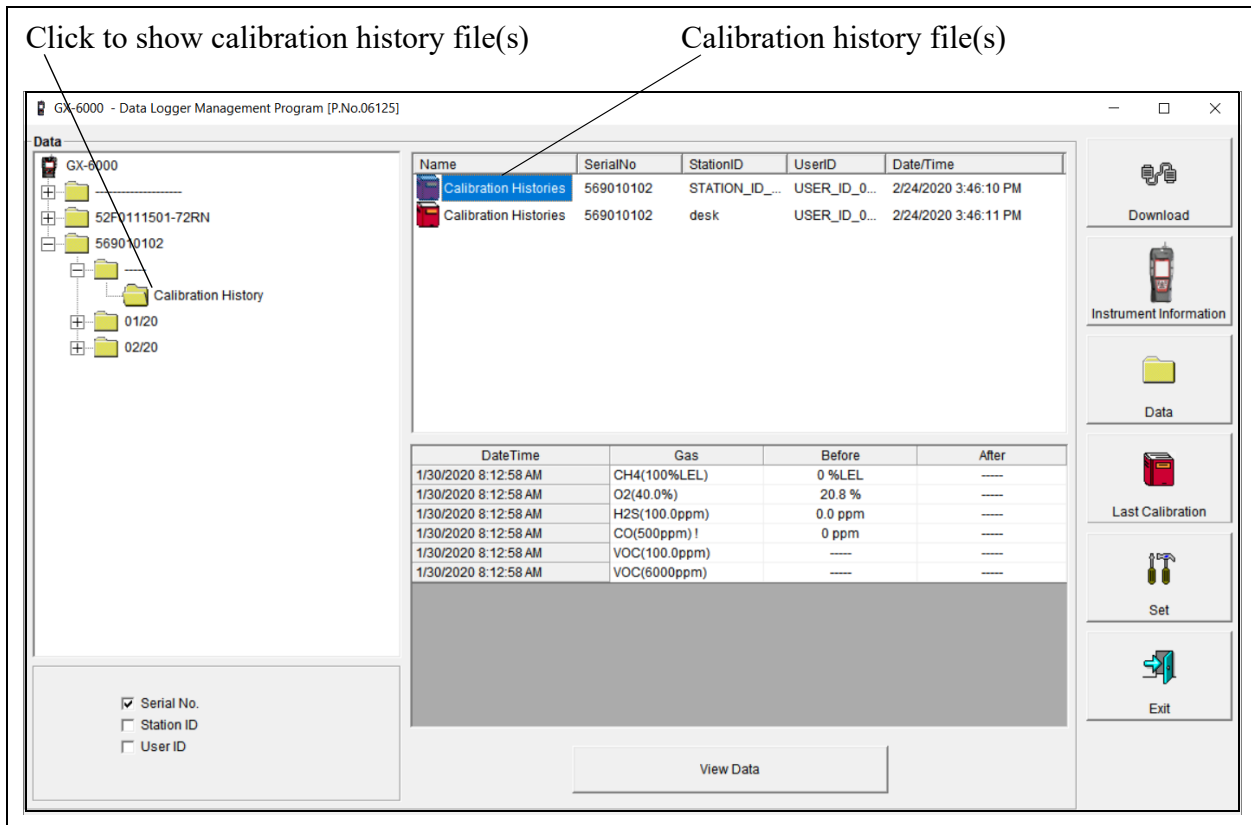 Click to show calibration history file(s) Calibration history file(s)
GX-6000 - Data Logger Management Program [P.No.06125]
Data
GX-6000
--------------------
52F0111501-72RN
569010102
-----
Calibration History
01/20
02/20
Serial No.
Station ID
User ID
Name SerialNo StationID UserID Date/Time
Calibration Histories 569010102 STATION_ID_... USER_ID_0... 2/24/2020 3:46:10 PM
Calibration Histories 569010102 desk USER_ID_0... 2/24/2020 3:46:11 PM
DateTime Gas Before After
1/30/2020 8:12:58 AM CH4(100%LEL) 0 %LEL -----
1/30/2020 8:12:58 AM O2(40.0%) 20.8 % -----
1/30/2020 8:12:58 AM H2S(100.0ppm) 0.0 ppm -----
1/30/2020 8:12:58 AM CO(500ppm) ! 0 ppm -----
1/30/2020 8:12:58 AM VOC(100.0ppm) ----- -----
1/30/2020 8:12:58 AM VOC(6000ppm) ----- -----
View Data
Download
Instrument Information
Data
Last Calibration
Set
Exit